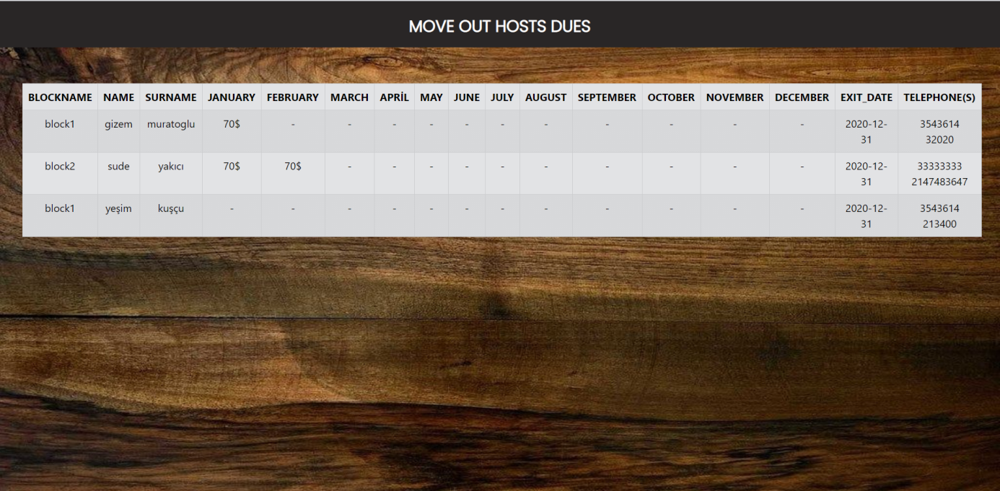 MOVE OUT HOSTS DUES
BLOCKNAME NAME SURNAME JANUARY FEBRUARY MARCH APRİL MAY JUNE JULY AUGUST SEPTEMBER OCTOBER NOVEMBER DECEMBER EXIT_DATE TELEPHONE(S)
block1 gizem muratoglu 70$ - - - - - - - - - - - 2020-12- 3543614
31 32020
block2 sude yakıcı 70$ 70$ - - - - - - - - - - 2020-12- 33333333
31 2147483647
block1 yeşim kuşçu - - - - - - - - - - - - 2020-12- 3543614
31 213400